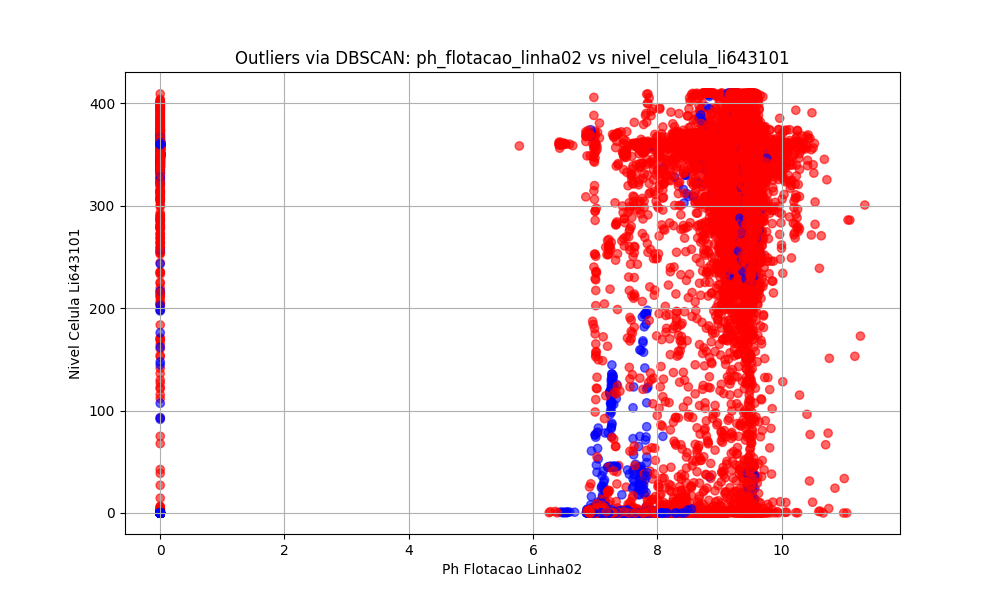 Outliers via DBSCAN: ph_flotacao_linha02 vs nivel_celula_li643101
400
300
200
100
0
Nivel Celula Li643101
0 2 4 6 8 10
Ph Flotacao Linha02